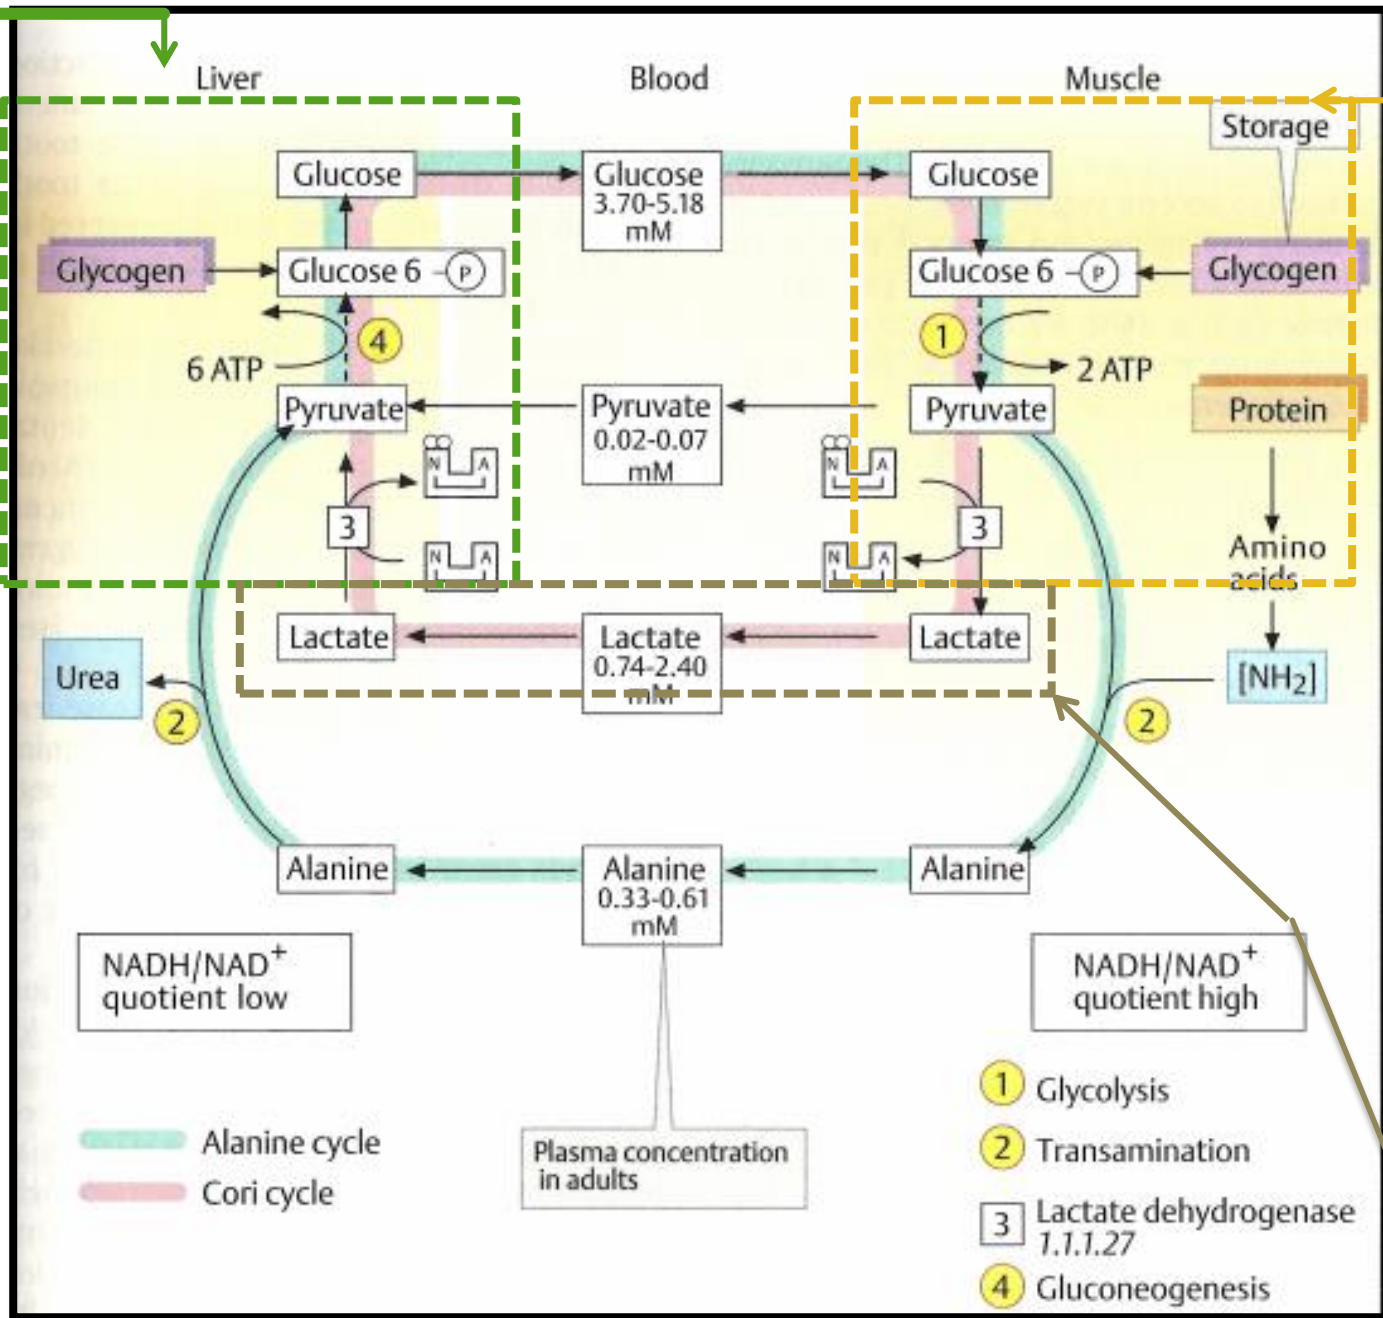 Liver
Blood
Muscle
Storage
Glucose
Glucose
3.70-5.18
mM
Glucose
Glycogen
Glucose 6 -P
Glucose 6 -P
Glycogen
4
1
6 ATP
2 ATP
Pyruvate
Pyruvate
0.02-0.07
mM
Pyruvate
Protein
N A
N A
3
3
N A
N A
Amino
acids
Lactate
Lactate
0.74-2.40
mM
Lactate
Urea
[NH2]
2
2
Alanine
Alanine
0.33-0.61
mM
Alanine
NADH/NAD+
quotient low
NADH/NAD+
quotient high
1 Glycolysis
Alanine cycle
Plasma concentration
in adults
2 Transamination
Cori cycle
3 Lactate dehydrogenase
1.1.1.27
4 Gluconeogenesis